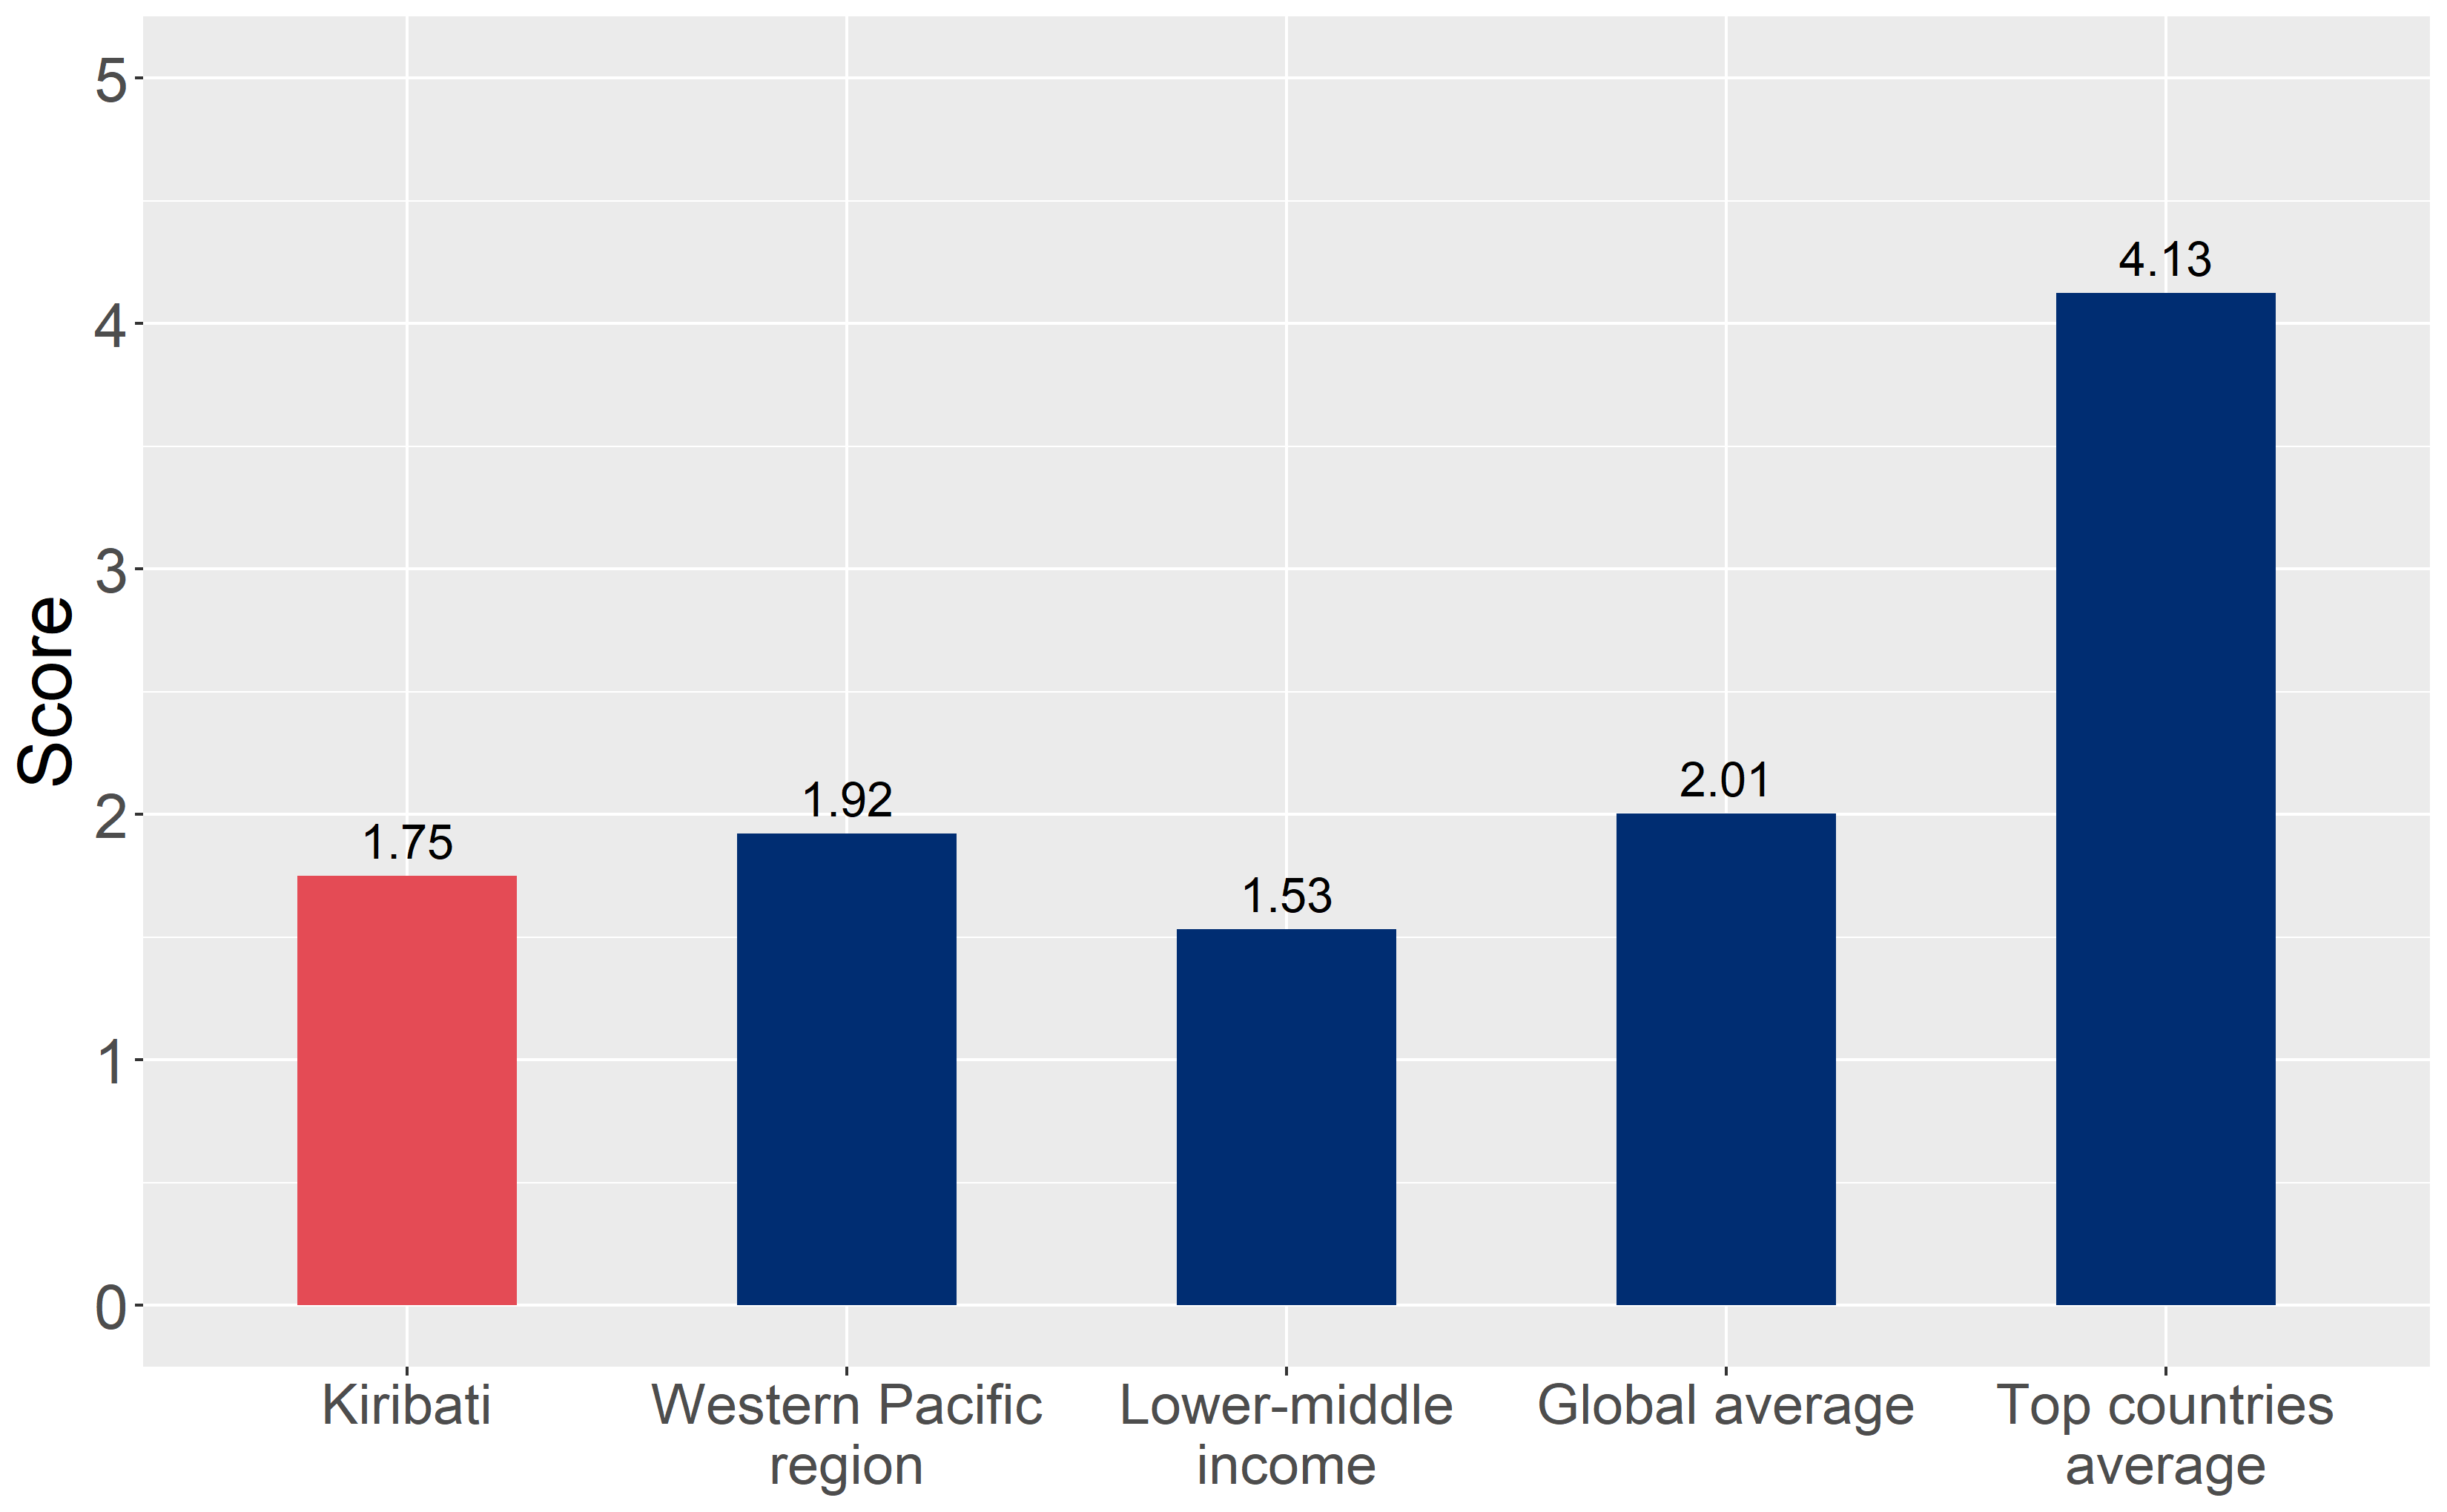 Score
5
4
3
2
1
0
1.75
1.92
1.53
2.01
4.13
Kiribati
Western Pacific
region
Lower-middle
income
Global average
Top countries
average